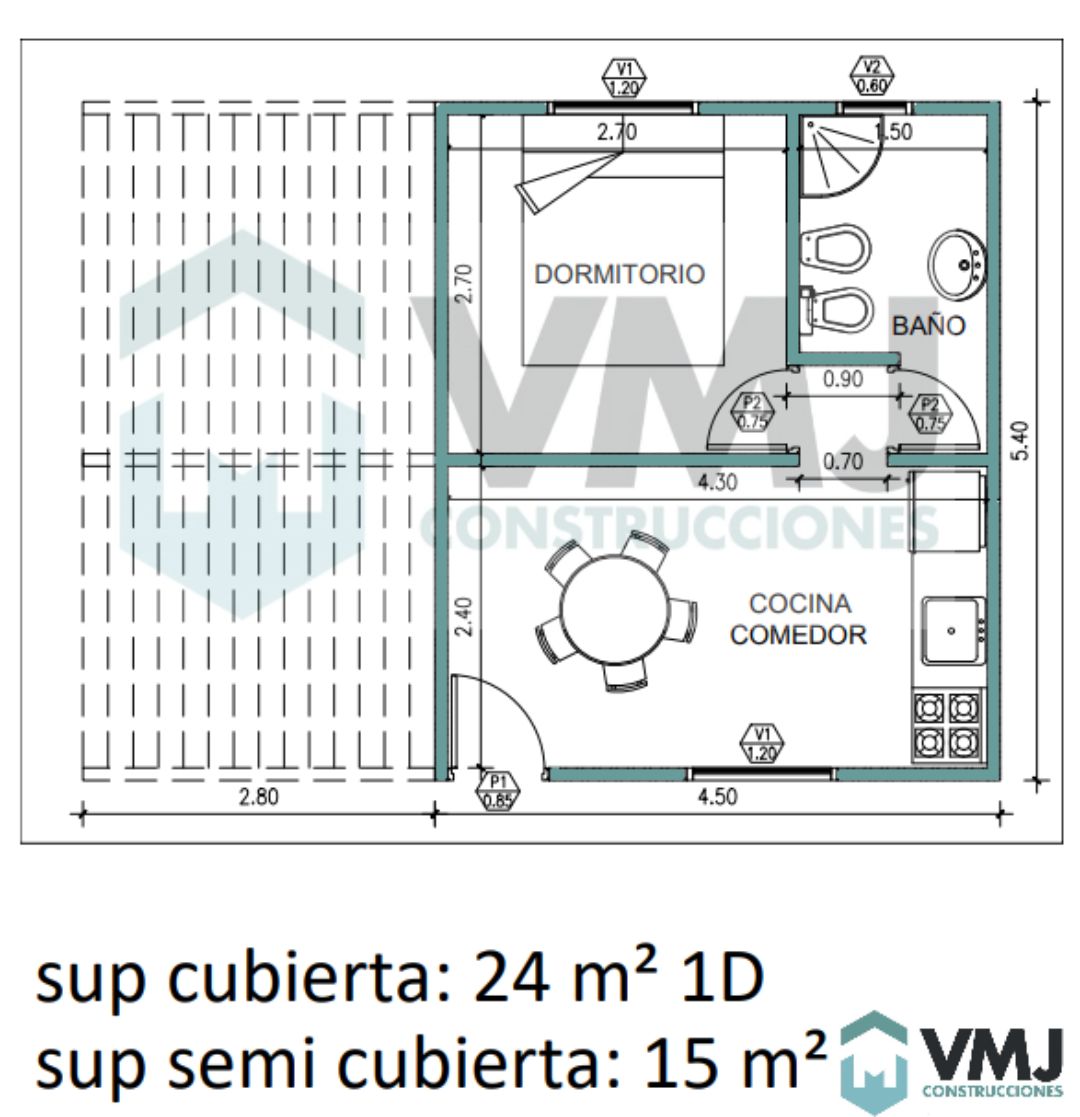 V1
1.20
V2
0.60
2.70
1.50
2.70
DORMITORIO
BAÑO
0.90
P2
0.75
P2
0.75
5.40
0.70
4.30
VMJ
CONSTRUCCIONES
2.40
COCINA
COMEDOR
V1
1.20
P1
0.85
2.80
4.50
sup cubierta: 24 m² 1D
sup semi cubierta: 15 m²
VMJ
CONSTRUCCIONES